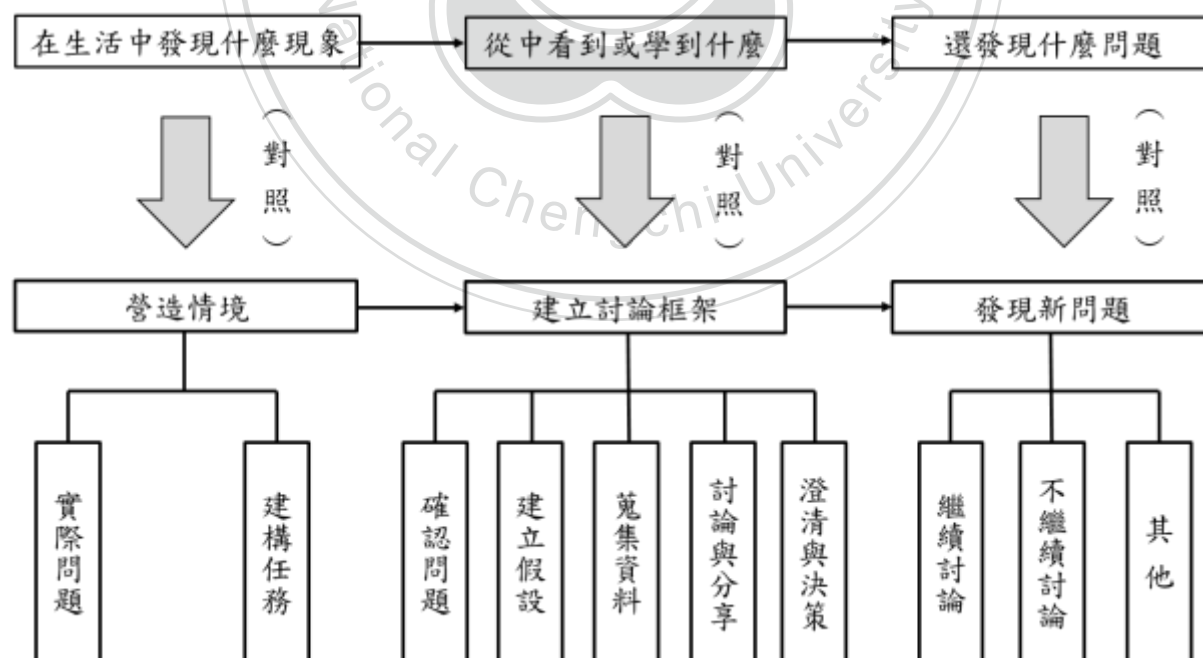 在生活中發現什麼現象
從中看到或學到什麼
還發現什麼問題
（對照）
（對照）
（對照）
營造情境
建立討論框架
發現新問題
實際問題
建構任務
確認問題
建立假設
蒐集資料
討論與分享
澄清與決策
繼續討論
不繼續討論
其他
ational Chengchi University